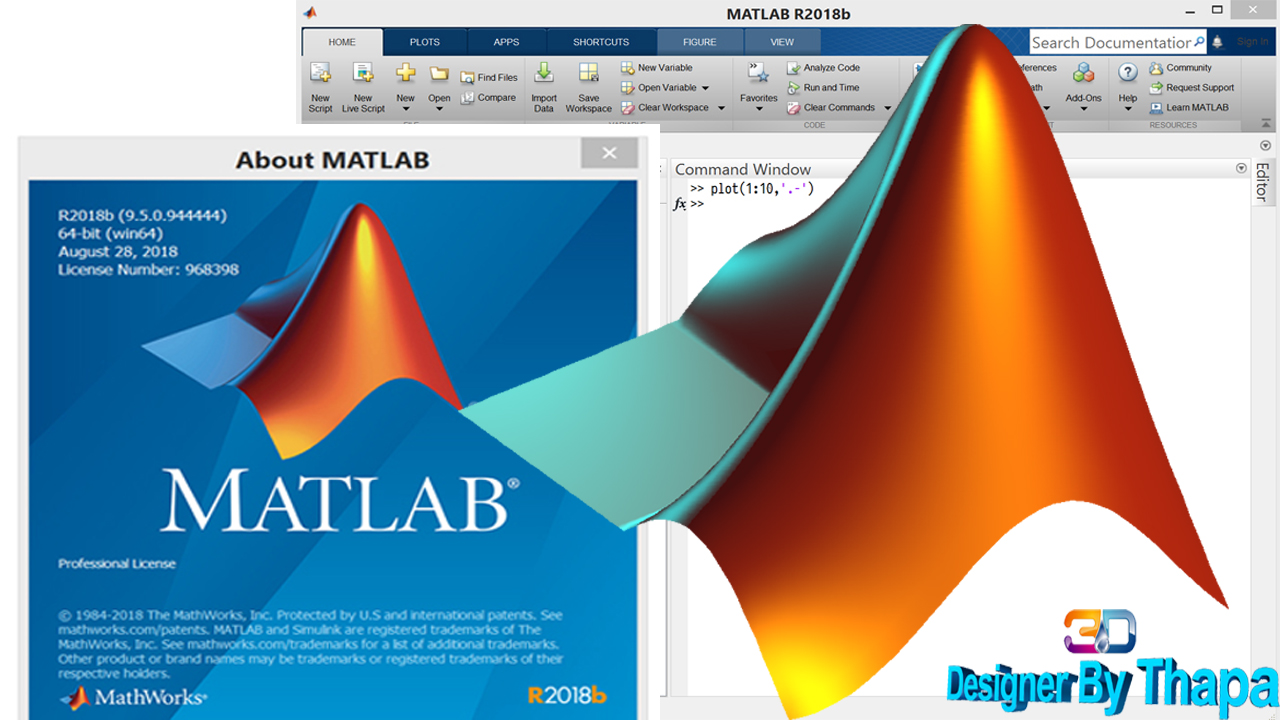 MATLAB R2018b
HOME PLOTS APPS SHORTCUTS FIGURE VIEW
Search Documentation
Sign In
New Script
New Live Script
New
Open
Find Files
Compare
Import Data
Save Workspace
New Variable
Open Variable
Clear Workspace
Favorites
Analyze Code
Run and Time
Clear Commands
Add-Ons
Help
Community
Request Support
Learn MATLAB
CODE
RESOURCES
About MATLAB
R2018b (9.5.0.944444)
64-bit (win64)
August 28, 2018
License Number: 968398
MATLAB®
Professional License
© 1984-2018 The MathWorks, Inc. Protected by U.S and international patents. See
mathworks.com/patents. MATLAB and Simulink are registered trademarks of The
MathWorks, Inc. See mathworks.com/trademarks for a list of additional trademarks.
Other product or brand names may be trademarks or registered trademarks of their
respective holders.
MathWorks®
R2018b
Command Window
>> plot(1:10,'.-')
fx >>
Editor
3D
Designer By Thapa